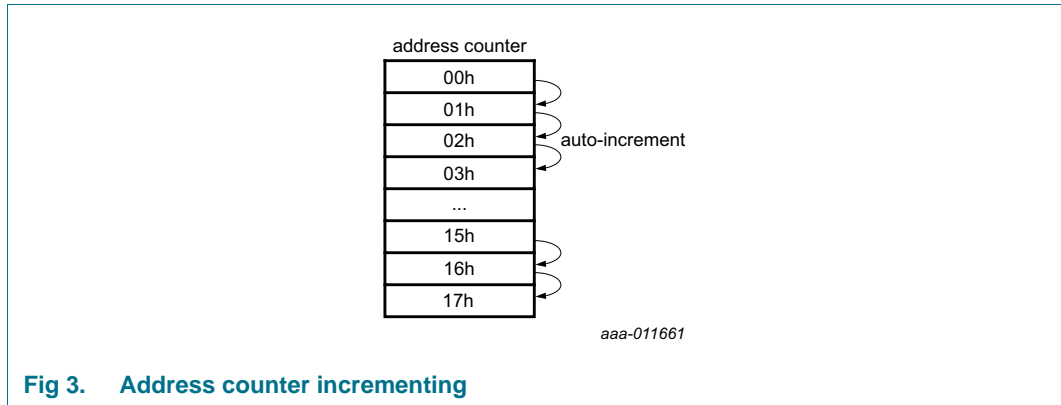 address counter
00h
01h
02h
auto-increment
03h
...
15h
16h
17h
aaa-011661
Fig 3. Address counter incrementing